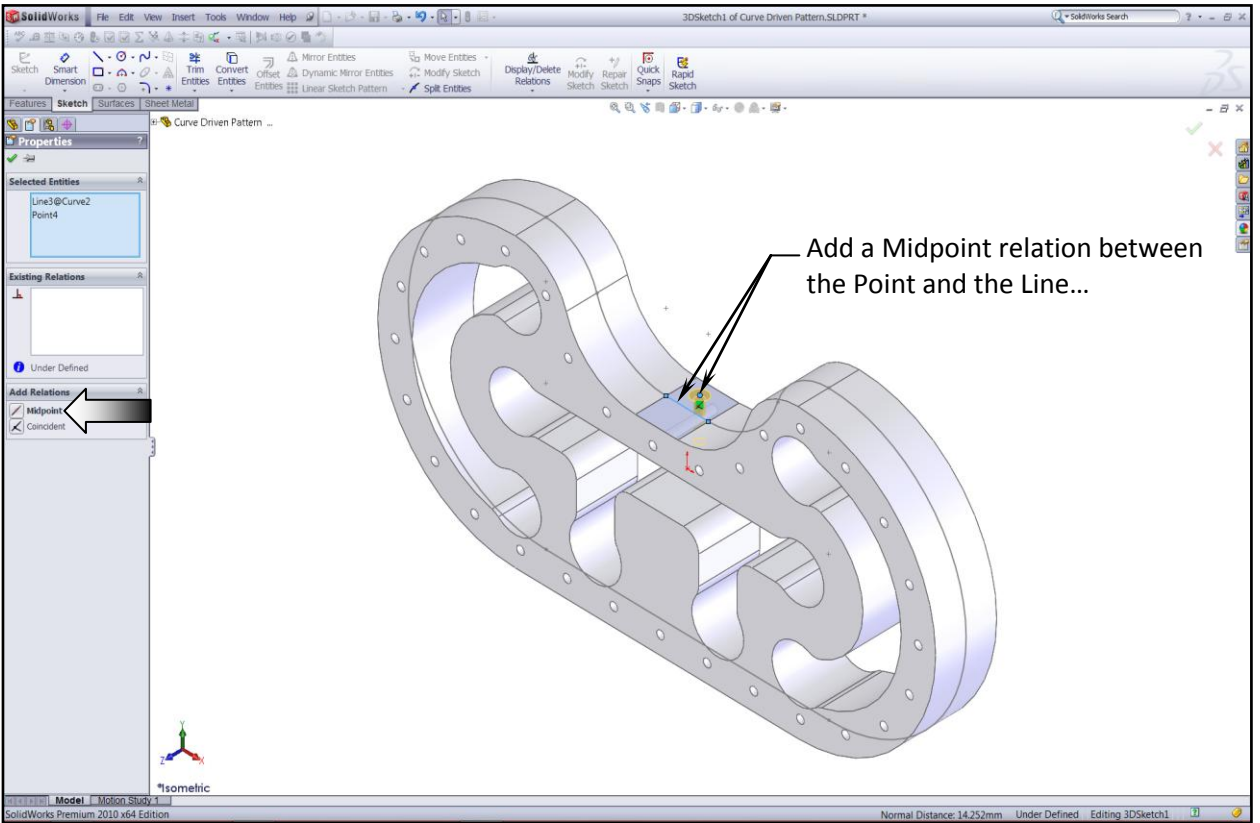 SolidWorks File Edit View Insert Tools Window Help 3DSketch1 of Curve Driven Pattern.SLDPRT * SolidWorks Search ?
Sketch Smart Dimension Trim Entities Convert Entities Offset Entities Mirror Entities Dynamic Mirror Entities Linear Sketch Pattern Move Entities Modify Sketch Split Entities Display/Delete Relations Modify Sketch Repair Sketch Quick Snaps Rapid Sketch
Features Sketch Surfaces Sheet Metal
Curve Driven Pattern ...
Properties ?
Selected Entities
Line3@Curve2
Point4
Add a Midpoint relation between
the Point and the Line…
Existing Relations
Under Defined
Add Relations
Midpoint
Coincident
Y
Z X
*Isometric
Model Motion Study 1
SolidWorks Premium 2010 x64 Edition Normal Distance: 14.252mm Under Defined Editing 3DSketch1